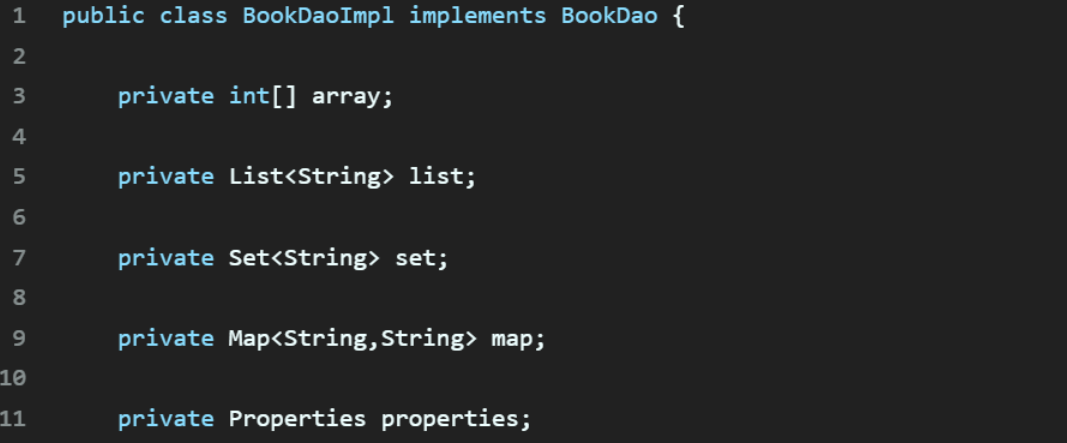 1 public class BookDaoImpl implements BookDao {
2
3 private int[] array;
4
5 private List<String> list;
6
7 private Set<String> set;
8
9 private Map<String,String> map;
10
11 private Properties properties;